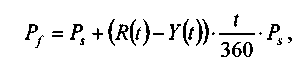 P_f = P_s + (R(t) − Y(t)) · t/360 · P_s ,